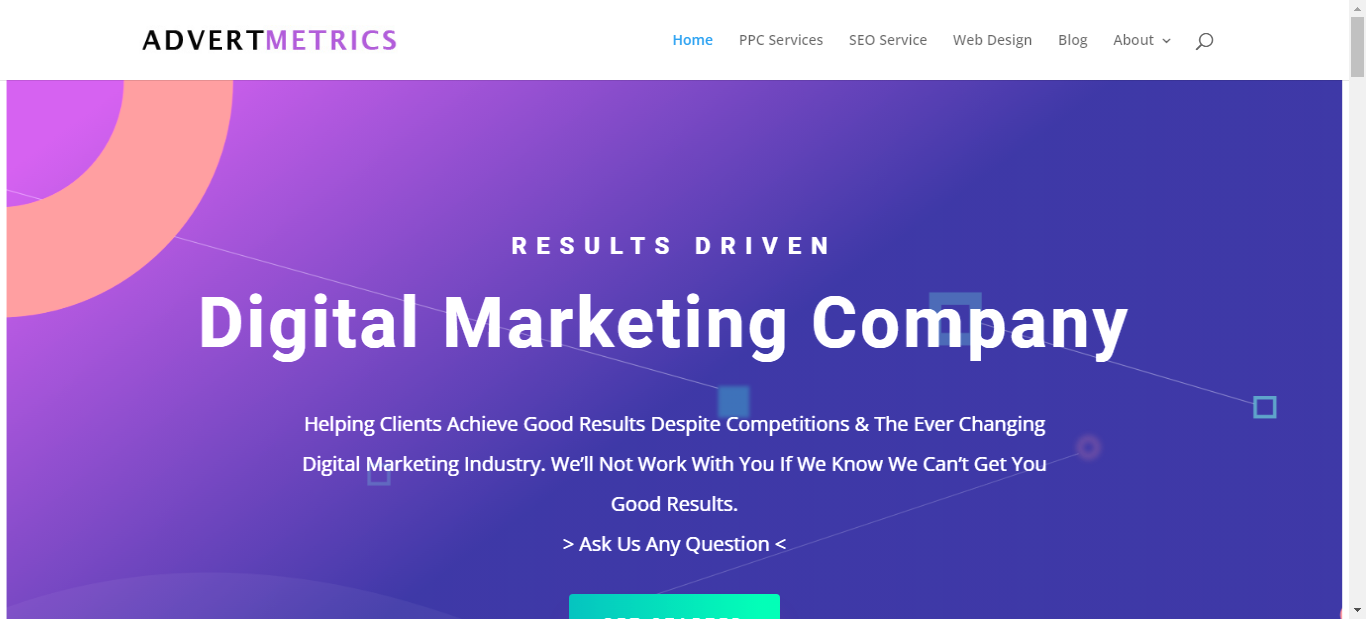 ADVERTMETRICS
Home PPC Services SEO Service Web Design Blog About
RESULTS DRIVEN
Digital Marketing Company
Helping Clients Achieve Good Results Despite Competitions & The Ever Changing
Digital Marketing Industry. We’ll Not Work With You If We Know We Can’t Get You
Good Results.
> Ask Us Any Question <